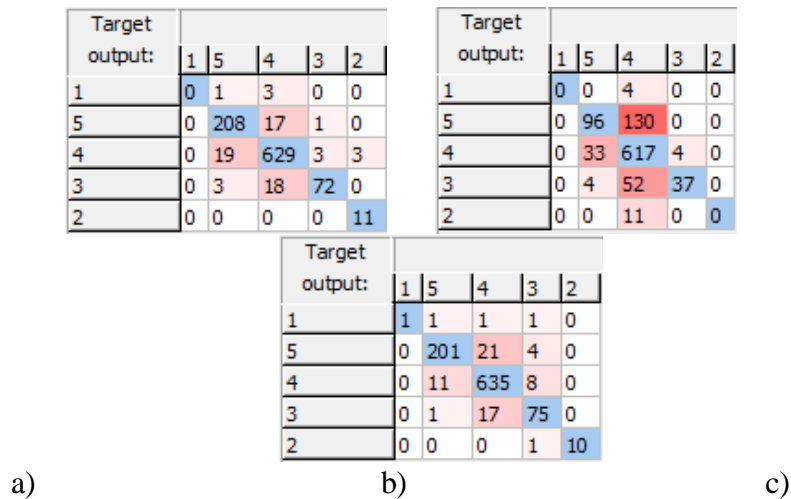 Target
output: 1 5 4 3 2
1 0 1 3 0 0
5 0 208 17 1 0
4 0 19 629 3 3
3 0 3 18 72 0
2 0 0 0 0 11
Target
output: 1 5 4 3 2
1 0 0 4 0 0
5 0 96 130 0 0
4 0 33 617 4 0
3 0 4 52 37 0
2 0 0 11 0 0
Target
output: 1 5 4 3 2
1 1 1 1 1 0
5 0 201 21 4 0
4 0 11 635 8 0
3 0 1 17 75 0
2 0 0 0 1 10
a) b) c)